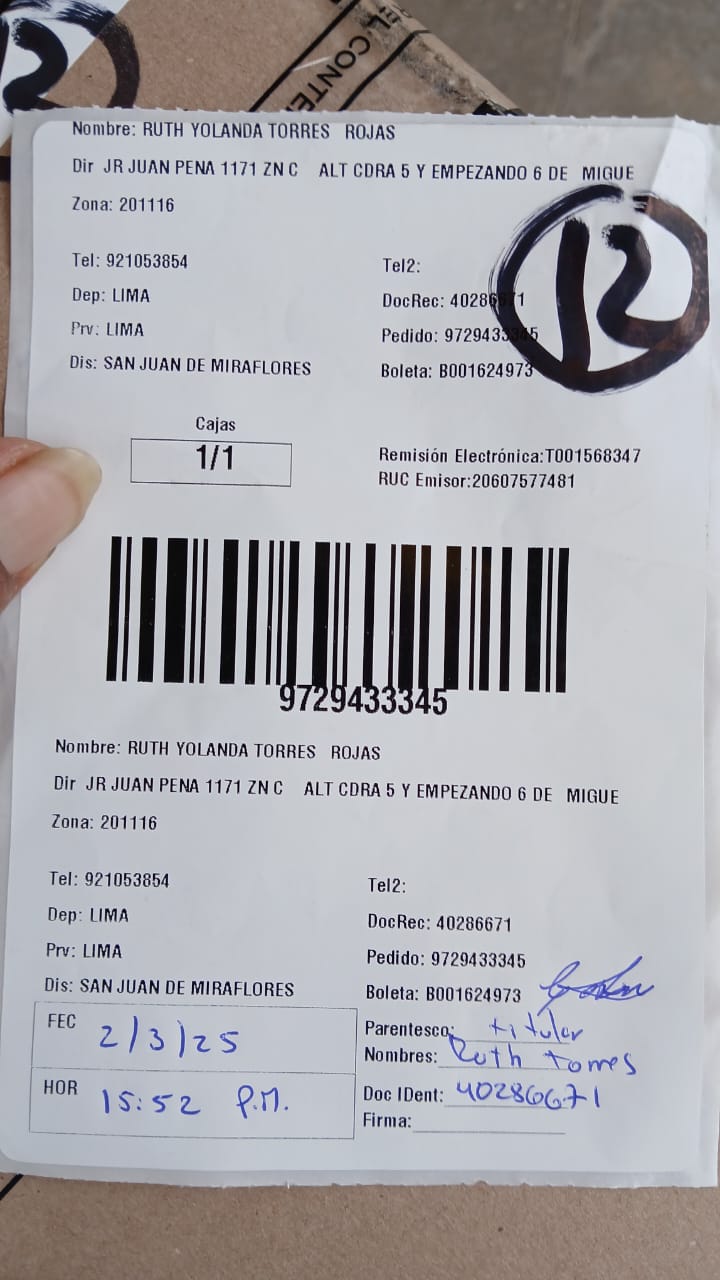 EL CONTE
12
Nombre: RUTH YOLANDA TORRES ROJAS
Dir JR JUAN PENA 1171 ZN C ALT CDRA 5 Y EMPEZANDO 6 DE MIGUE
Zona: 201116
12
Tel: 921053854 Tel2:
Dep: LIMA DocRec: 40286671
Prv: LIMA Pedido: 9729433345
Dis: SAN JUAN DE MIRAFLORES Boleta: B001624973
Cajas
1/1
Remisión Electrónica:T001568347
RUC Emisor:20607577481
9729433345
Nombre: RUTH YOLANDA TORRES ROJAS
Dir JR JUAN PENA 1171 ZN C ALT CDRA 5 Y EMPEZANDO 6 DE MIGUE
Zona: 201116
Tel: 921053854 Tel2:
Dep: LIMA DocRec: 40286671
Prv: LIMA Pedido: 9729433345
Dis: SAN JUAN DE MIRAFLORES Boleta: B001624973
FEC 2/3/25
HOR 15:52 P.M.
Parentesco: titular
Nombres: Ruth Torres
Doc IDent: 40286671
Firma: